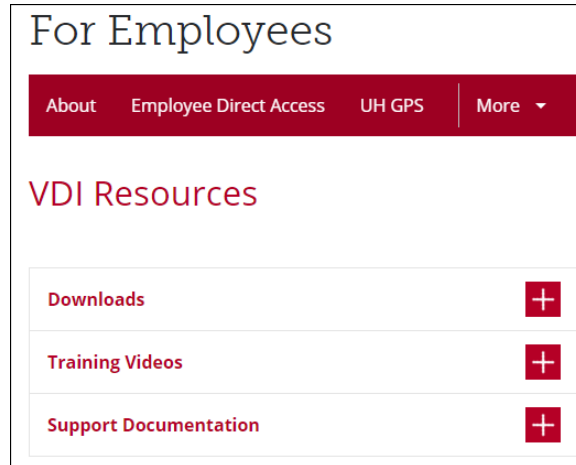 For Employees
About Employee Direct Access UH GPS More
VDI Resources
Downloads
Training Videos
Support Documentation